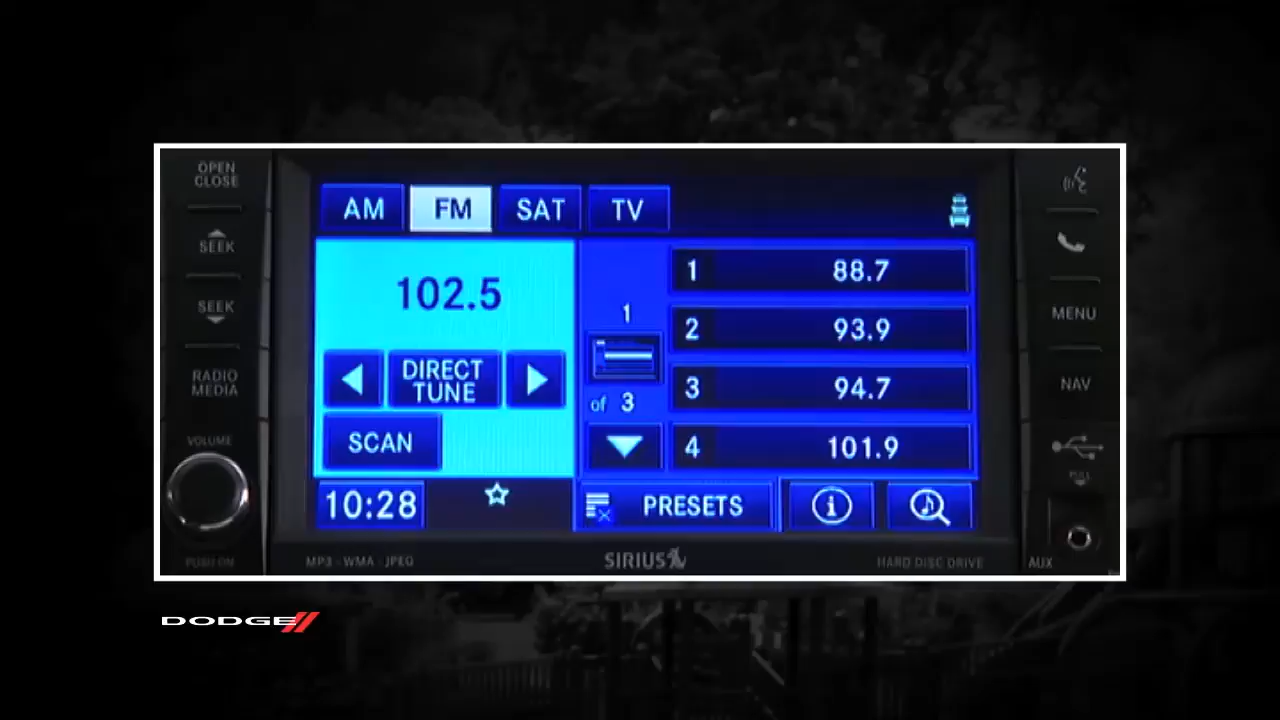 OPEN
CLOSE
SEEK
SEEK
RADIO
MEDIA
VOLUME
PUSH ON
AM FM SAT TV
102.5
DIRECT
TUNE
SCAN
10:28
1
of 3
1 88.7
2 93.9
3 94.7
4 101.9
PRESETS
i
MENU
NAV
PULL
AUX
MP3 - WMA - JPEG
SIRIUS
HARD DISC DRIVE
DODGE